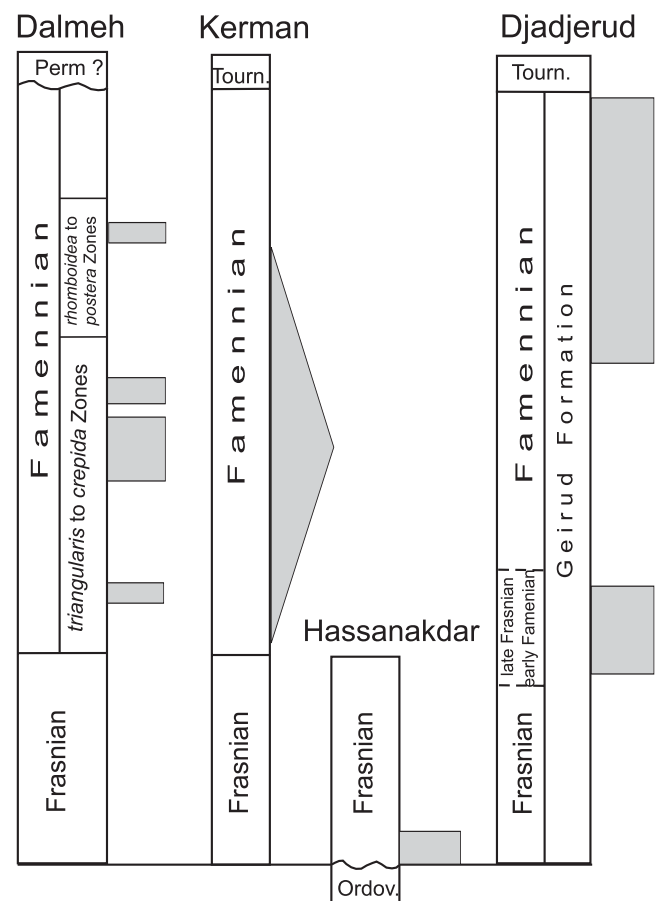 Dalmeh
Perm ?
Famennian
rhomboidea to
postera Zones
triangularis to crepida Zones
Frasnian
Kerman
Tourn.
Famennian
Frasnian
Hassanakdar
Frasnian
Ordov.
Djadjerud
Tourn.
Famennian
Geirud Formation
late Frasnian
early Famenian
Frasnian